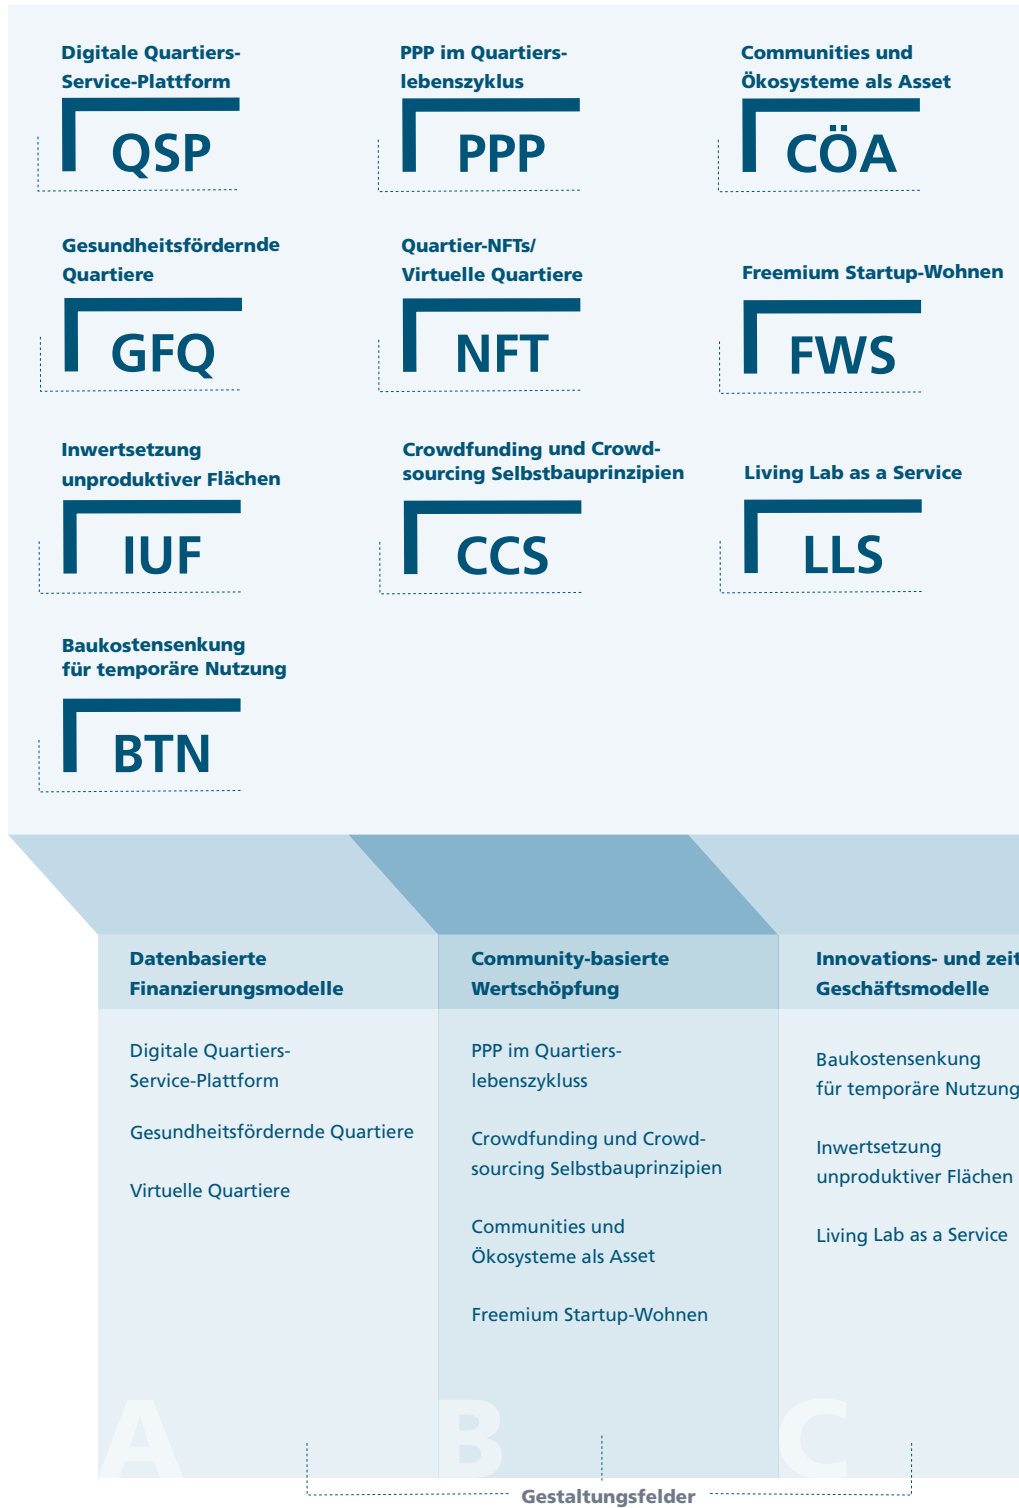 Digitale Quartiers-
Service-Plattform
QSP
PPP im Quartiers-
lebenszyklus
PPP
Communities und
Ökosysteme als Asset
CÖA
Gesundheitsfördernde
Quartiere
GFQ
Quartier-NFTs/
Virtuelle Quartiere
NFT
Freemium Startup-Wohnen
FWS
Inwertsetzung
unproduktiver Flächen
IUF
Crowdfunding und Crowd-
sourcing Selbstbauprinzipien
CCS
Living Lab as a Service
LLS
Baukostensenkung
für temporäre Nutzung
BTN
Datenbasierte
Finanzierungsmodelle
Digitale Quartiers-
Service-Plattform
Gesundheitsfördernde Quartiere
Virtuelle Quartiere
A
Community-basierte
Wertschöpfung
PPP im Quartiers-
lebenszykluss
Crowdfunding und Crowd-
sourcing Selbstbauprinzipien
Communities und
Ökosysteme als Asset
Freemium Startup-Wohnen
B
Innovations- und zeit
Geschäftsmodelle
Baukostensenkung
für temporäre Nutzung
Inwertsetzung
unproduktiver Flächen
Living Lab as a Service
C
Gestaltungsfelder